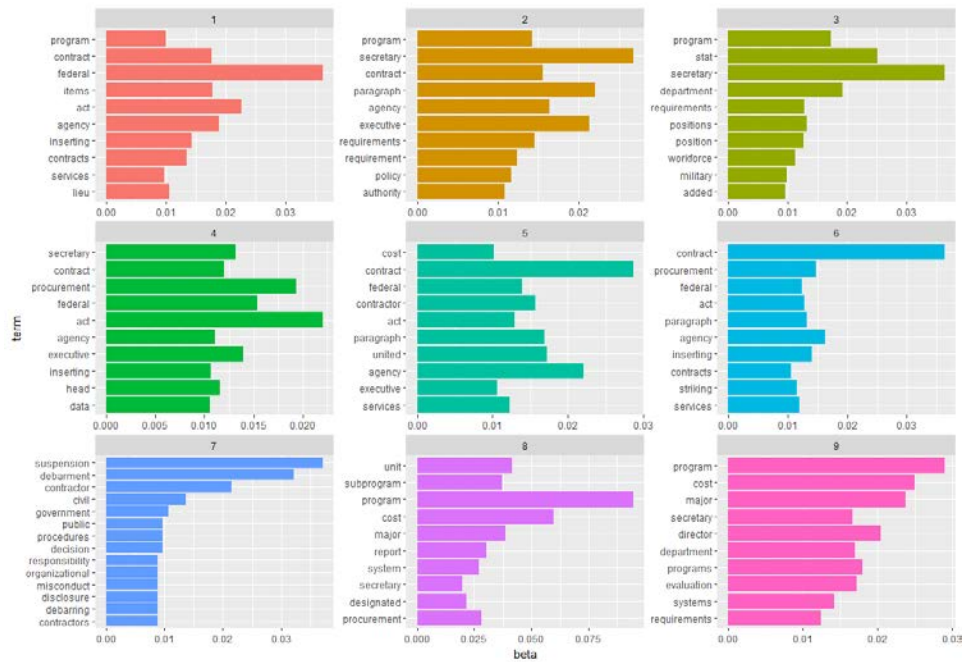 1
program
contract
federal
items
act
agency
inserting
contracts
services
lieu
0.00 0.01 0.02 0.03
2
program
secretary
contract
paragraph
agency
executive
requirements
requirement
policy
authority
0.00 0.01 0.02
3
program
stat
secretary
department
requirements
positions
position
workforce
military
added
0.00 0.01 0.02 0.03
term
4
secretary
contract
procurement
federal
act
agency
executive
inserting
head
data
0.000 0.005 0.010 0.015 0.020
5
cost
contract
federal
contractor
act
paragraph
united
agency
executive
services
0.00 0.01 0.02 0.03
6
contract
procurement
federal
act
paragraph
agency
inserting
contracts
striking
services
0.00 0.01 0.02 0.03
7
suspension
debarment
contractor
civil
government
public
procedures
decision
responsibility
organizational
misconduct
disclosure
debarring
contractors
0.00 0.01 0.02 0.03
8
unit
subprogram
program
cost
major
report
system
secretary
designated
procurement
0.000 0.025 0.050 0.075
9
program
cost
major
secretary
director
department
programs
evaluation
systems
requirements
0.00 0.01 0.02 0.03
beta